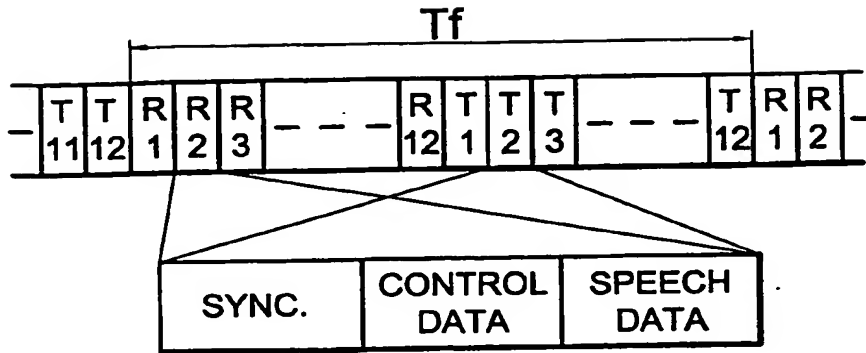 Tf
T 11 T 12 R 1 R 2 R 3 R 12 T 1 T 2 T 3 T 12 R 1 R 2
SYNC. CONTROL DATA SPEECH DATA